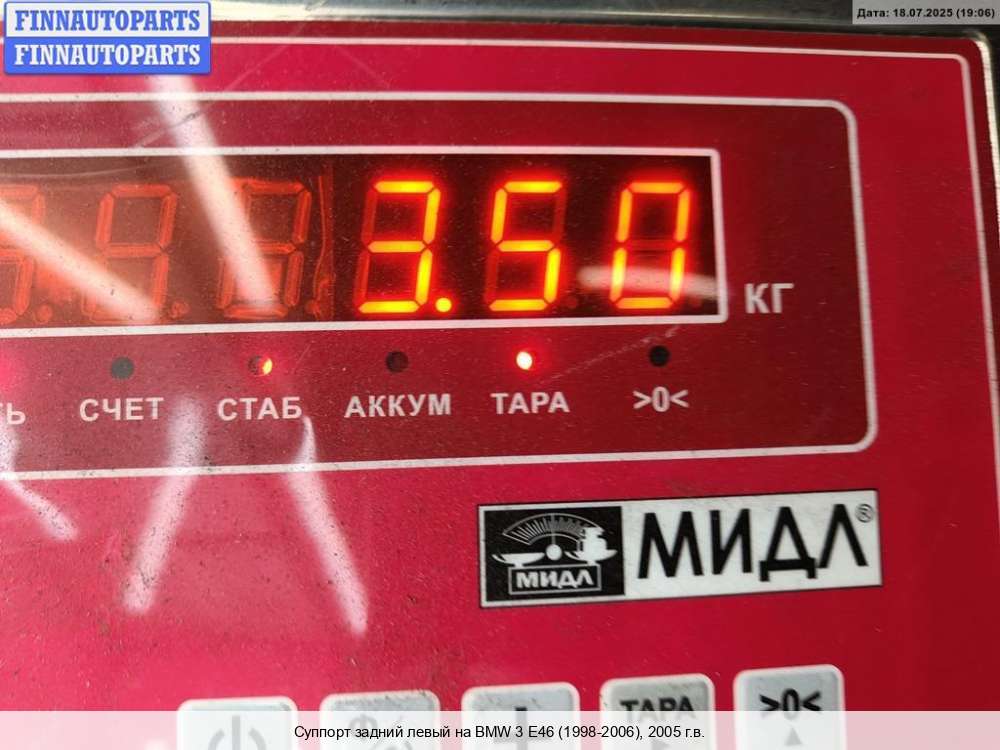 FINNAUTOPARTS
FINNAUTOPARTS
Дата: 18.07.2025 (19:06)
3.50
КГ
СЧЕТ СТАБ АККУМ ТАРА >0<
МИДЛ
МИДЛ®
ТАРА >0<
Суппорт задний левый на BMW 3 E46 (1998-2006), 2005 г.в.